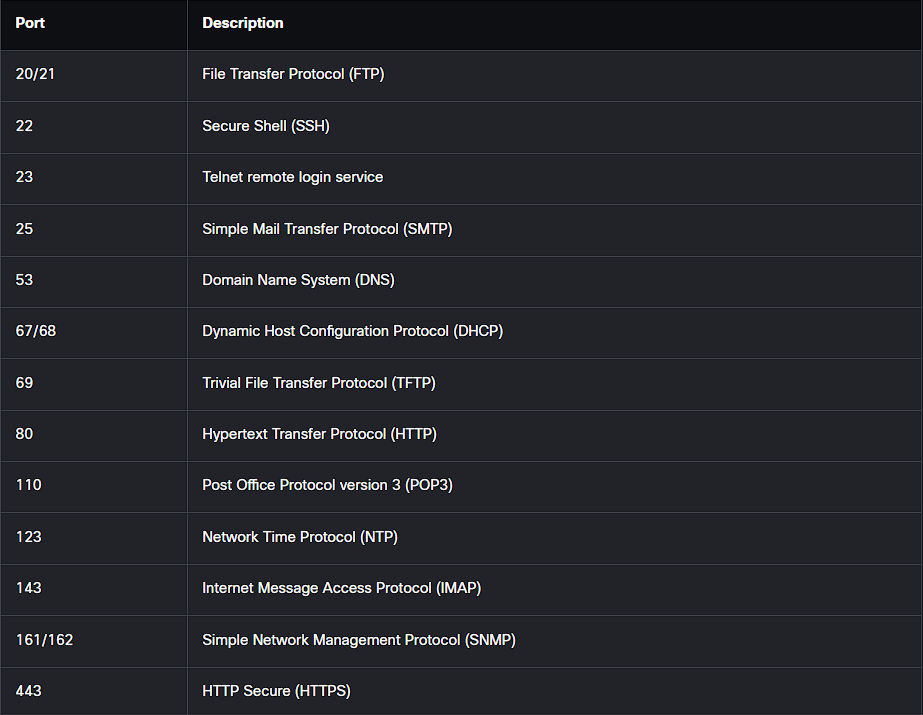 Port Description
20/21 File Transfer Protocol (FTP)
22 Secure Shell (SSH)
23 Telnet remote login service
25 Simple Mail Transfer Protocol (SMTP)
53 Domain Name System (DNS)
67/68 Dynamic Host Configuration Protocol (DHCP)
69 Trivial File Transfer Protocol (TFTP)
80 Hypertext Transfer Protocol (HTTP)
110 Post Office Protocol version 3 (POP3)
123 Network Time Protocol (NTP)
143 Internet Message Access Protocol (IMAP)
161/162 Simple Network Management Protocol (SNMP)
443 HTTP Secure (HTTPS)